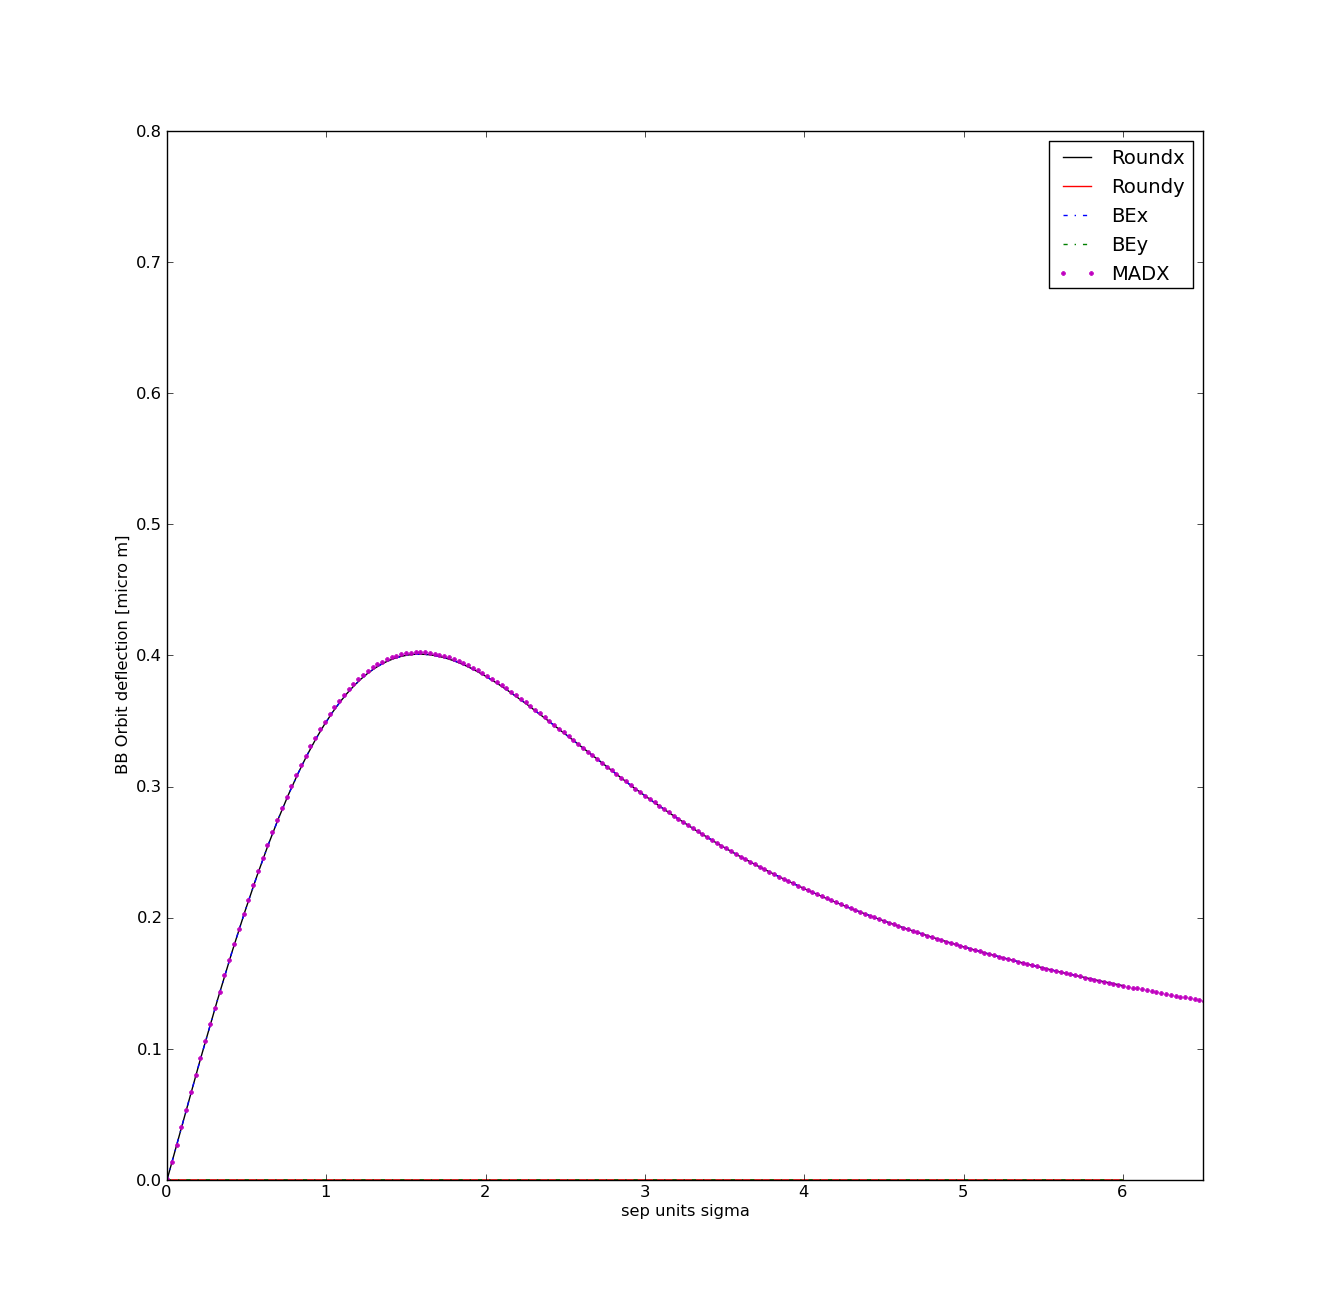 0.8
0.7
0.6
0.5
0.4
0.3
0.2
0.1
0.0
BB Orbit deflection [micro m]
Roundx
Roundy
BEx
BEy
MADX
0 1 2 3 4 5 6
sep units sigma